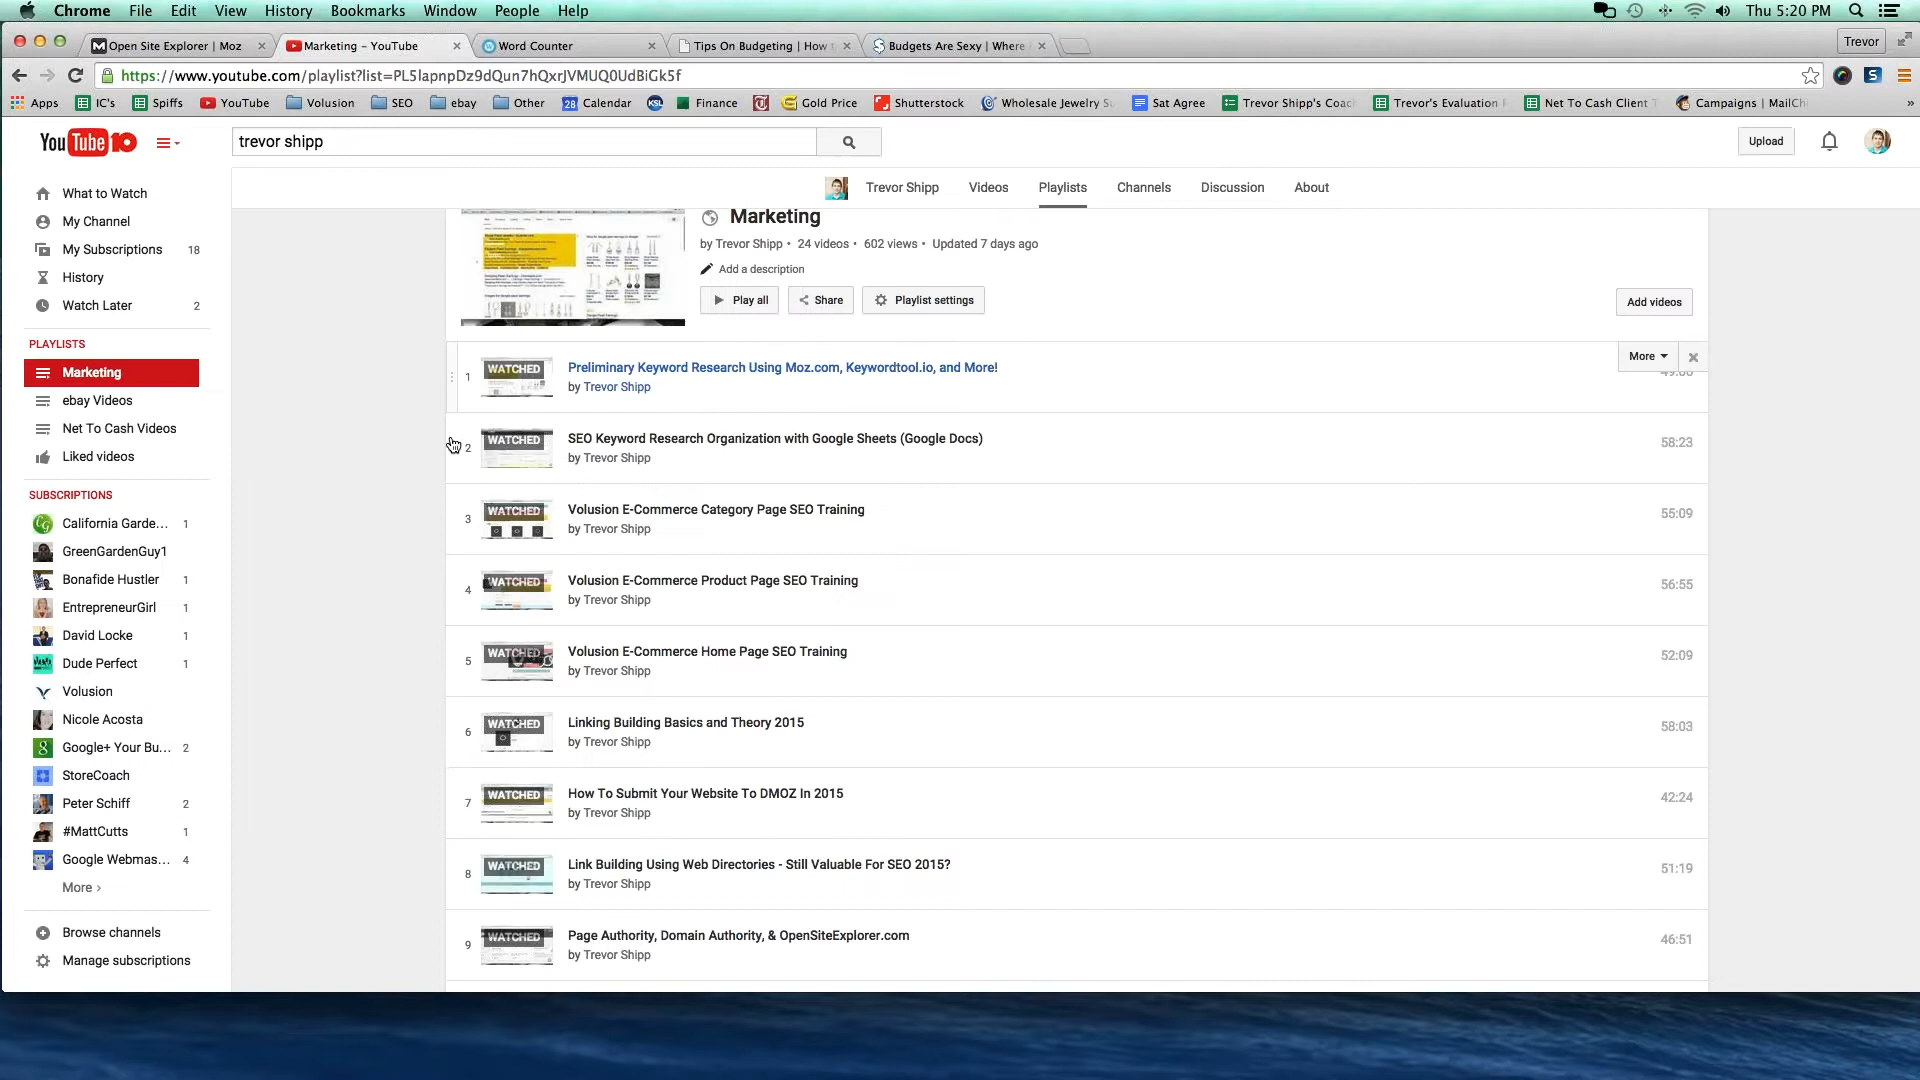 Chrome File Edit View History Bookmarks Window People Help Thu 5:20 PM
Open Site Explorer | Moz Marketing - YouTube Word Counter Tips On Budgeting | How Budgets Are Sexy | Where Trevor
https://www.youtube.com/playlist?list=PL5lapnpDz9dQun7hQxrJVMUQ0UdBiGk5f
Apps IC's Spiffs YouTube Volusion SEO ebay Other 28 Calendar KSL Finance Gold Price Shutterstock Wholesale Jewelry Sat Agree Trevor Shipp's Coac Trevor's Evaluation Net To Cash Client Campaigns | MailCh »
YouTube 10 trevor shipp Upload
Trevor Shipp Videos Playlists Channels Discussion About
What to Watch
My Channel
My Subscriptions 18
History
Watch Later 2
PLAYLISTS
Marketing
ebay Videos
Net To Cash Videos
Liked videos
SUBSCRIPTIONS
California Garde... 1
GreenGardenGuy1
Bonafide Hustler 1
EntrepreneurGirl 1
David Locke 1
Dude Perfect 1
Volusion
Nicole Acosta
Google+ Your Bu... 2
StoreCoach
Peter Schiff 2
#MattCutts 1
Google Webmas... 4
More ›
Browse channels
Manage subscriptions
Marketing
by Trevor Shipp • 24 videos • 602 views • Updated 7 days ago
Add a description
Play all Share Playlist settings Add videos
1 WATCHED Preliminary Keyword Research Using Moz.com, Keywordtool.io, and More! More
by Trevor Shipp
2 WATCHED SEO Keyword Research Organization with Google Sheets (Google Docs) 58:23
by Trevor Shipp
3 WATCHED Volusion E-Commerce Category Page SEO Training 55:09
by Trevor Shipp
4 WATCHED Volusion E-Commerce Product Page SEO Training 56:55
by Trevor Shipp
5 WATCHED Volusion E-Commerce Home Page SEO Training 52:09
by Trevor Shipp
6 WATCHED Linking Building Basics and Theory 2015 58:03
by Trevor Shipp
7 WATCHED How To Submit Your Website To DMOZ In 2015 42:24
by Trevor Shipp
8 WATCHED Link Building Using Web Directories - Still Valuable For SEO 2015? 51:19
by Trevor Shipp
9 WATCHED Page Authority, Domain Authority, & OpenSiteExplorer.com 46:51
by Trevor Shipp